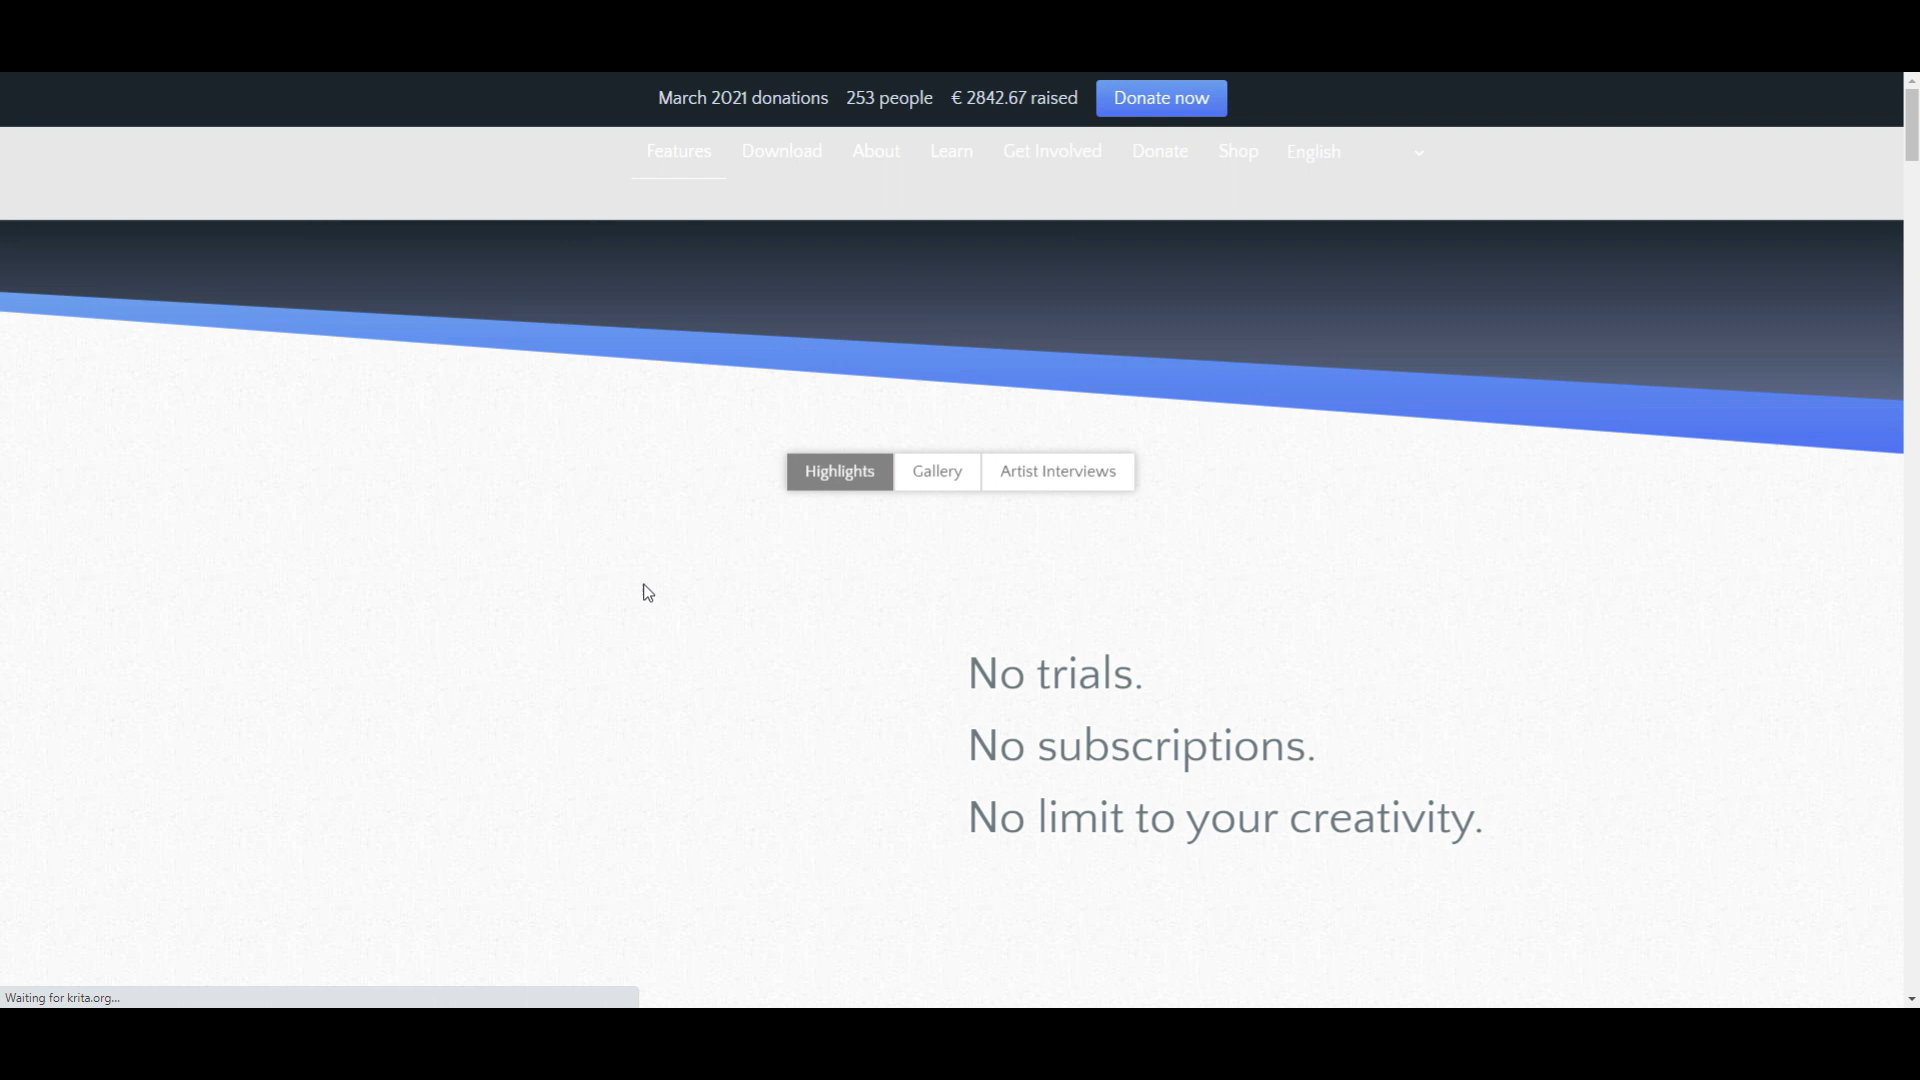 March 2021 donations 253 people € 2842.67 raised Donate now
Features Download About Learn Get Involved Donate Shop English
Highlights Gallery Artist Interviews
No trials.
No subscriptions.
No limit to your creativity.
Waiting for krita.org...